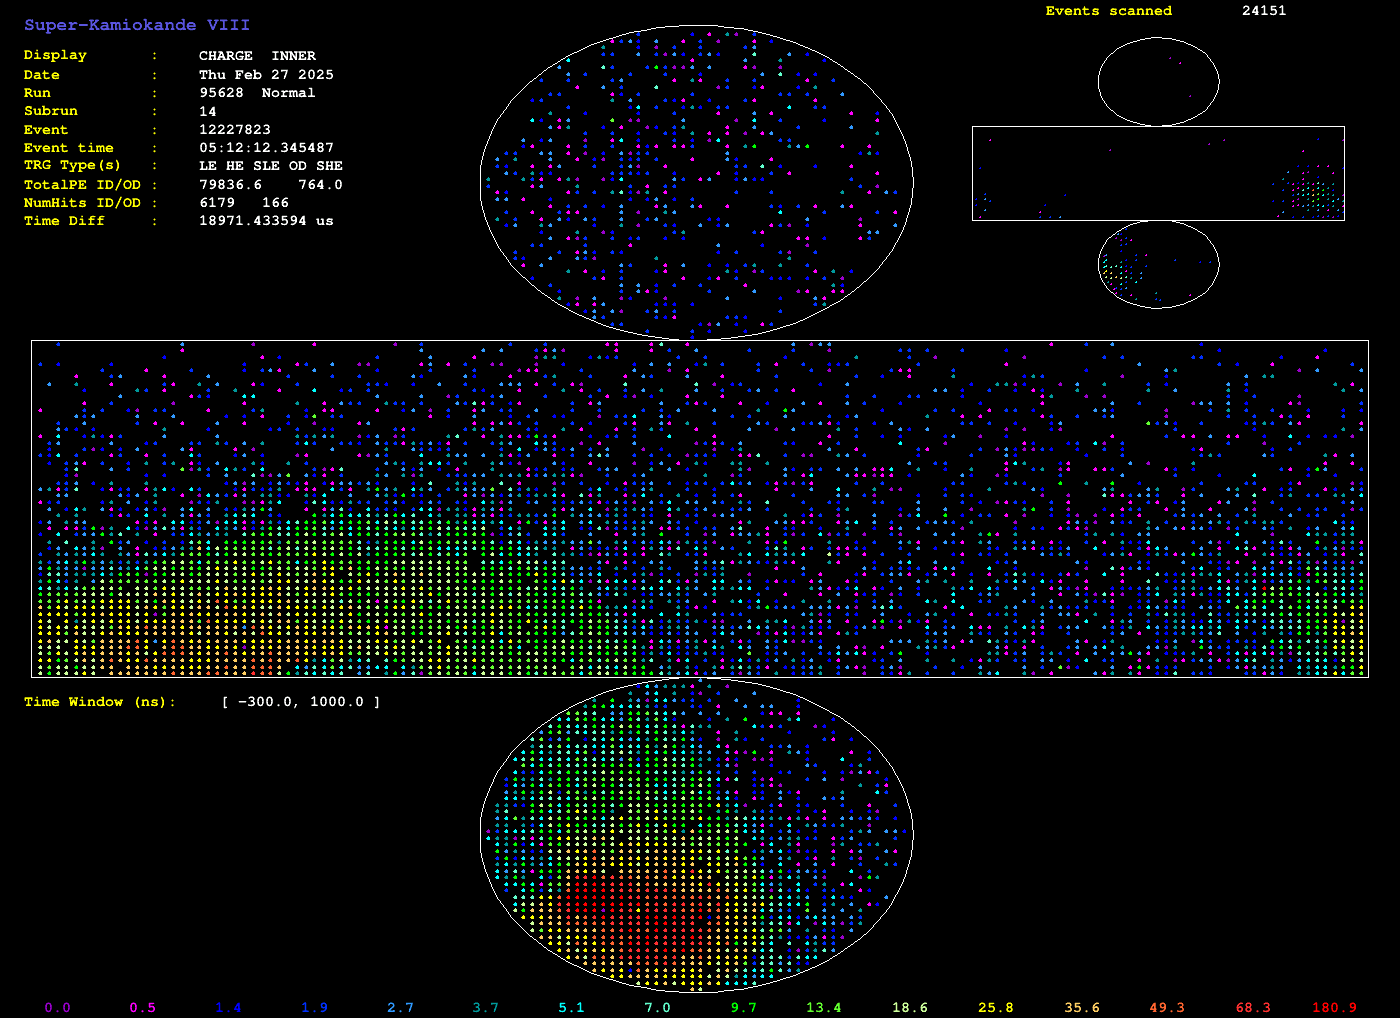 Super-Kamiokande VIII
Display : CHARGE INNER
Date : Thu Feb 27 2025
Run : 95628 Normal
Subrun : 14
Event : 12227823
Event time : 05:12:12.345487
TRG Type(s) : LE HE SLE OD SHE
TotalPE ID/OD : 79836.6 764.0
NumHits ID/OD : 6179 166
Time Diff : 18971.433594 us
Events scanned 24151
Time Window (ns): [ -300.0, 1000.0 ]
0.0 0.5 1.4 1.9 2.7 3.7 5.1 7.0 9.7 13.4 18.6 25.8 35.6 49.3 68.3 180.9